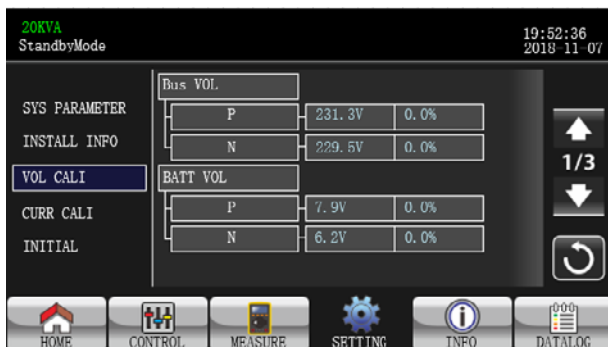 20KVA
StandbyMode
19:52:36
2018-11-07
SYS PARAMETER
INSTALL INFO
VOL CALI
CURR CALI
INITIAL
Bus VOL
P 231.3V 0.0%
N 229.5V 0.0%
BATT VOL
P 7.9V 0.0%
N 6.2V 0.0%
1/3
HOME CONTROL MEASURE SETTING INFO DATALOG